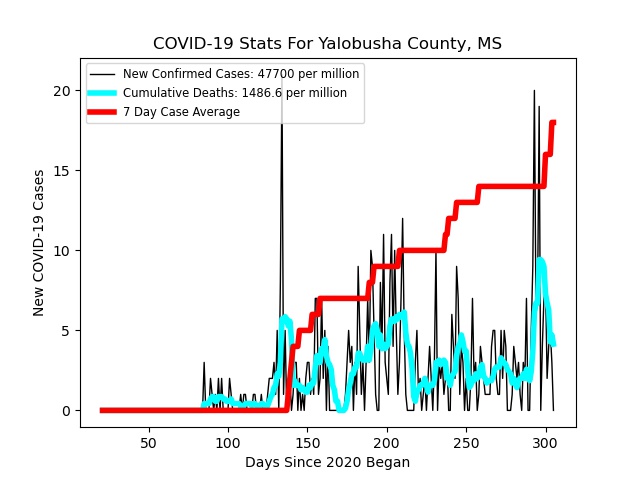 COVID-19 Stats For Yalobusha County, MS
New Confirmed Cases: 47700 per million
Cumulative Deaths: 1486.6 per million
7 Day Case Average
20
15
10
5
0
New COVID-19 Cases
50 100 150 200 250 300
Days Since 2020 Began